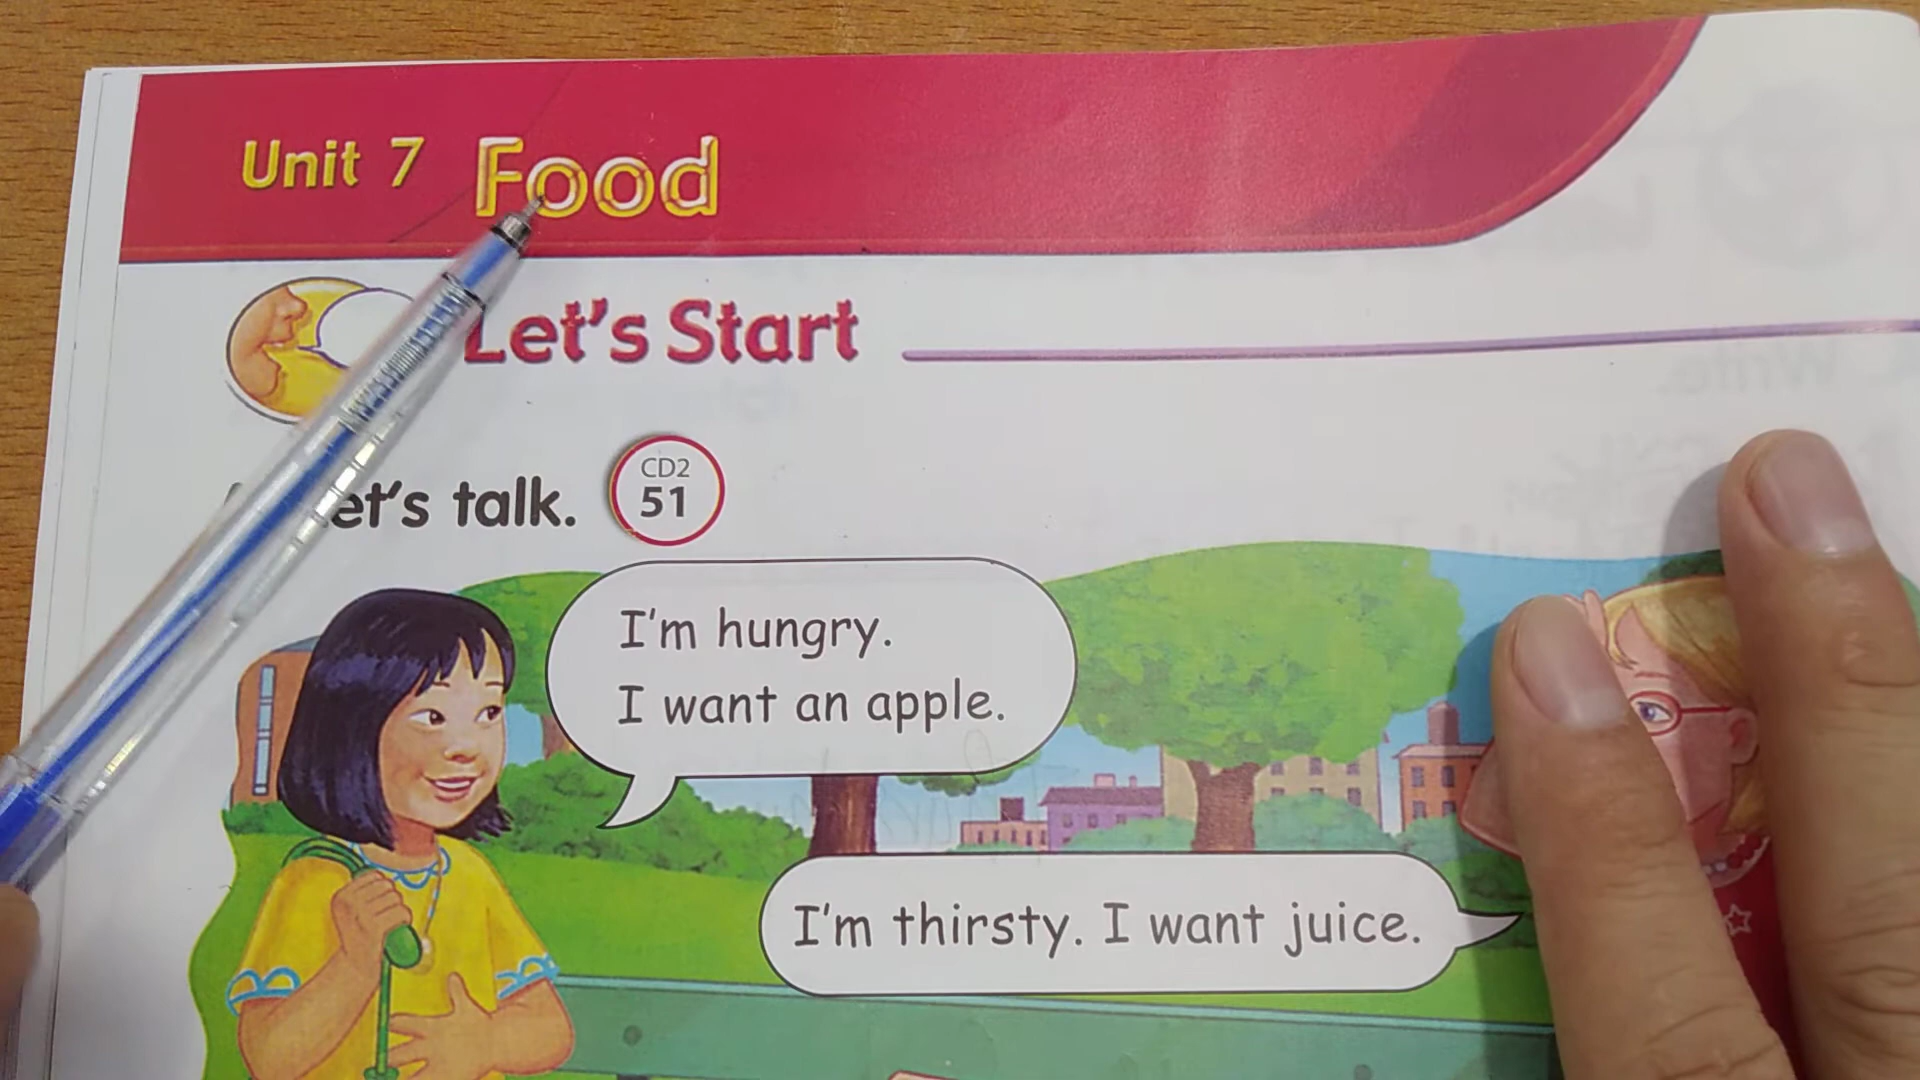 Unit 7 Food
Let's Start
et's talk.
CD2
51
I'm hungry.
I want an apple.
I'm thirsty. I want juice.